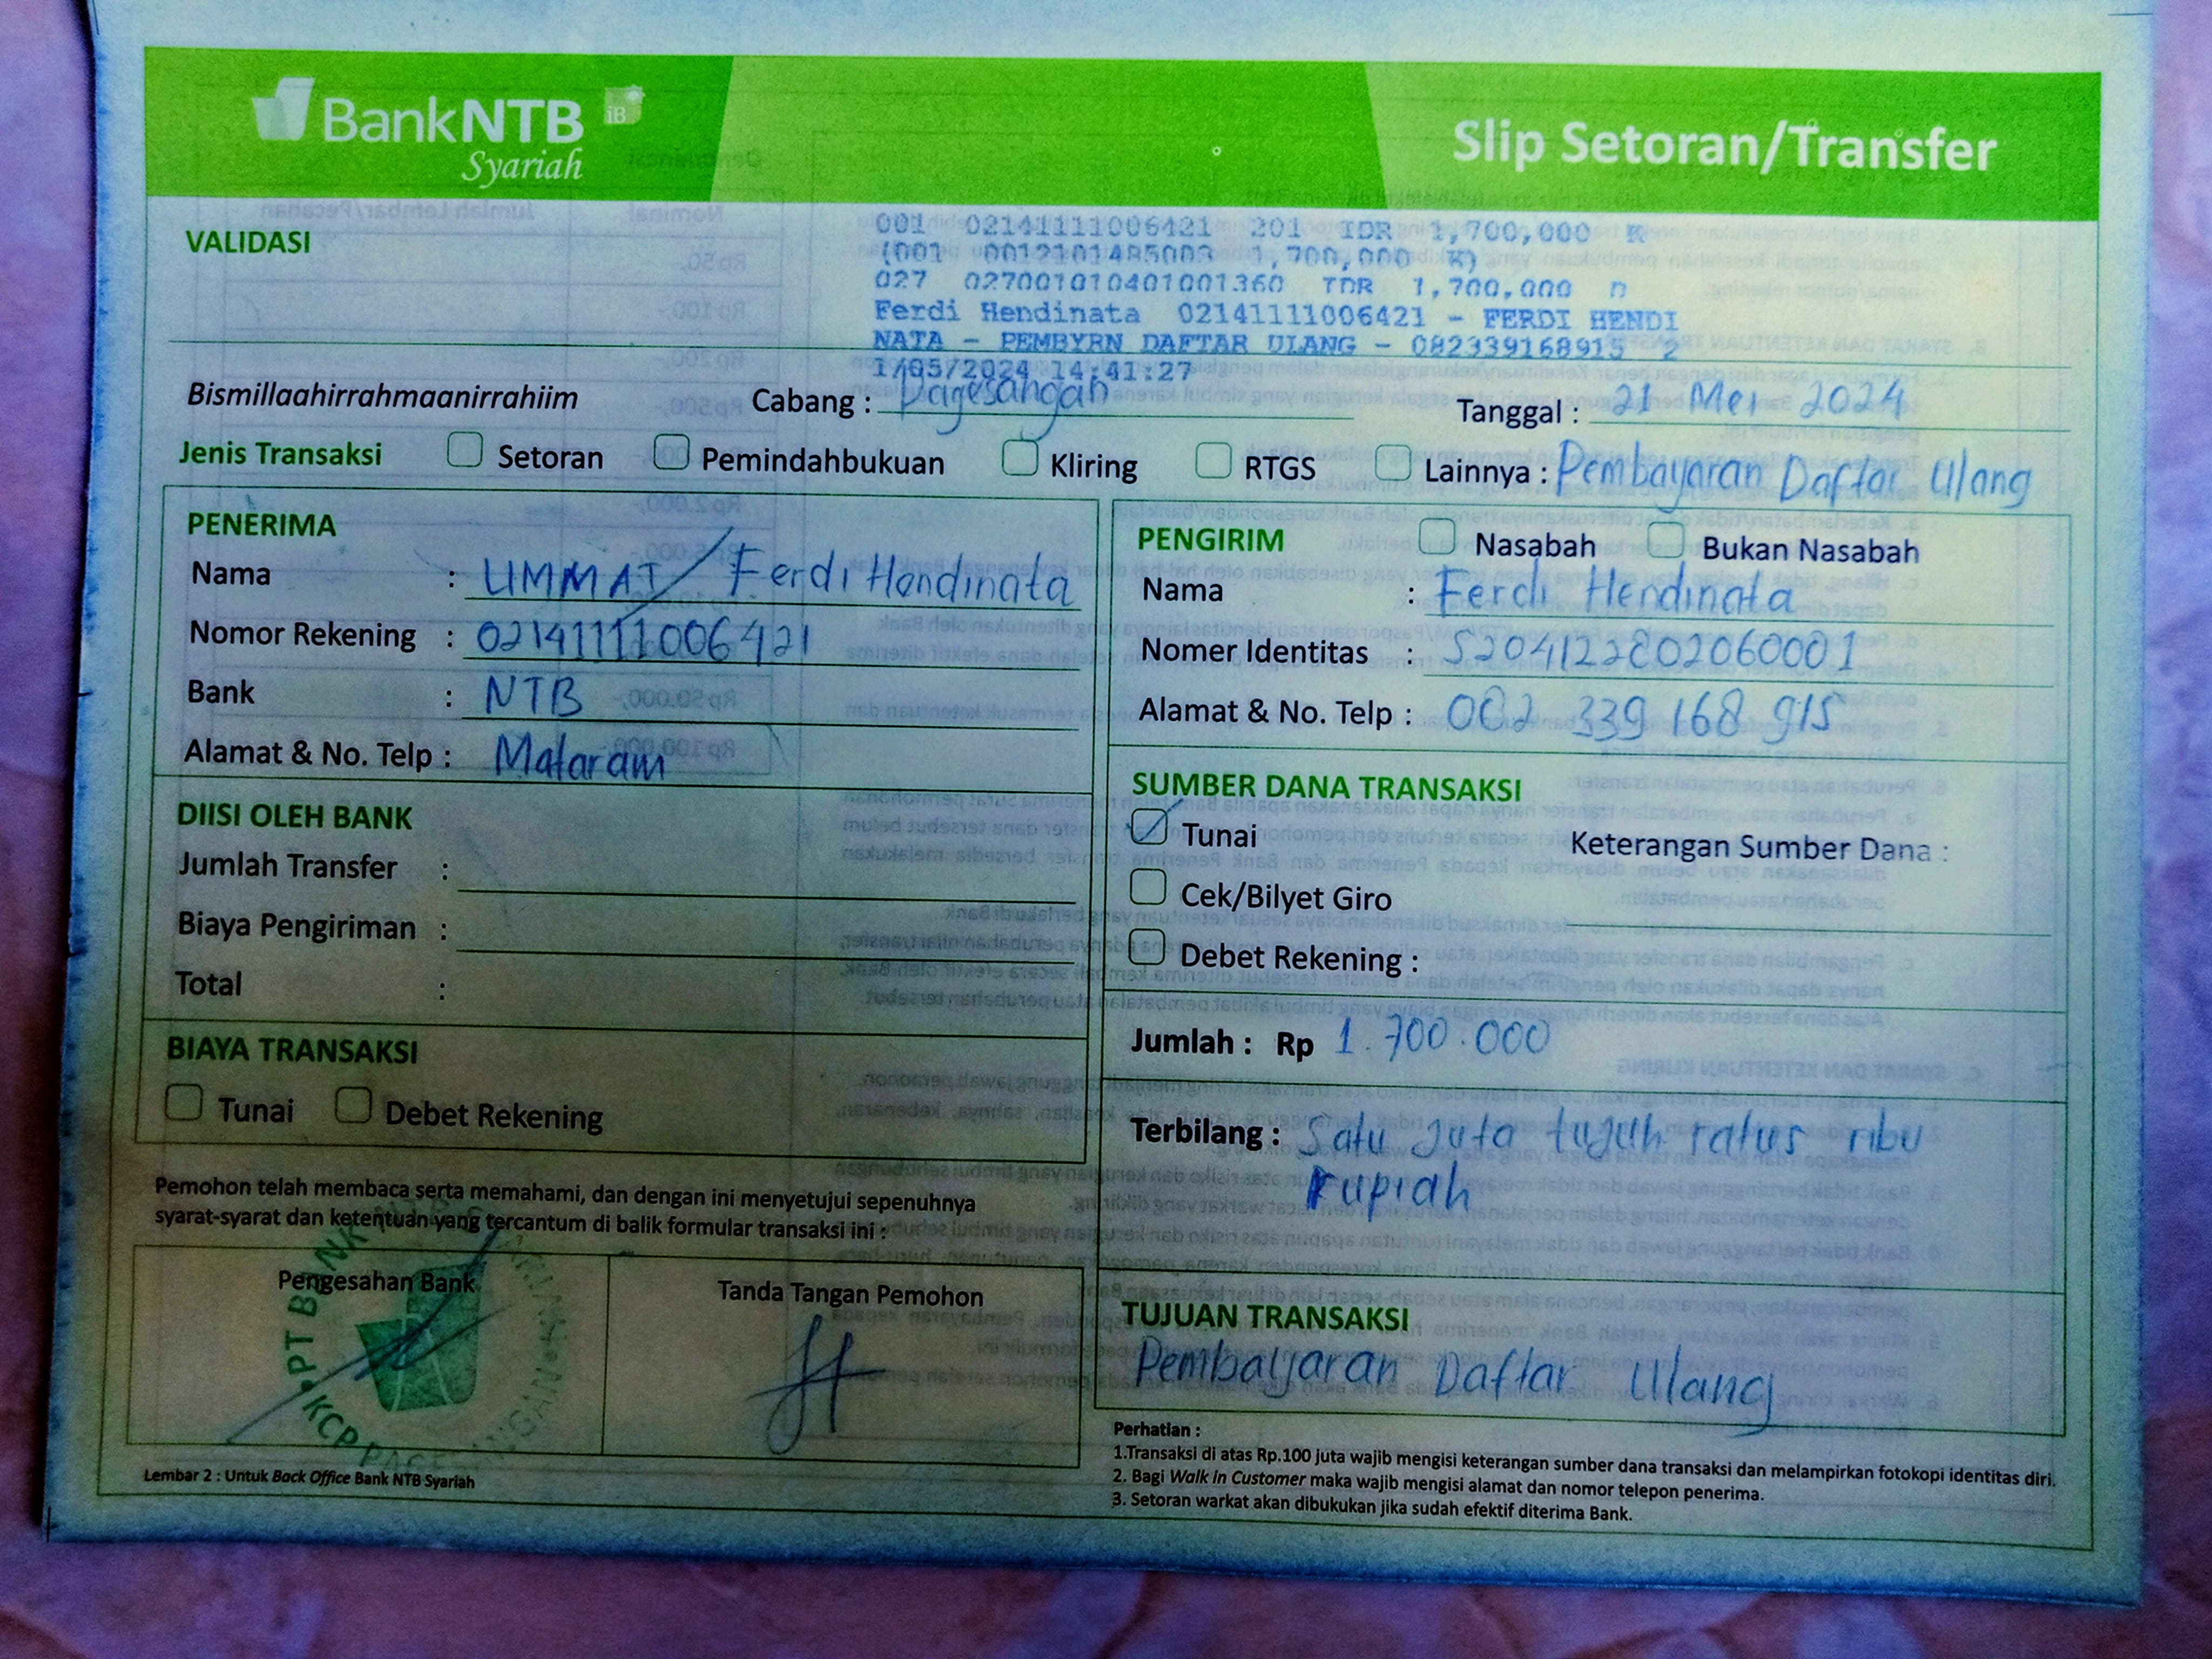 BankNTB iB
Syariah
Slip Setoran/Transfer
VALIDASI
001 02141111006421 201 IDR 1,700,000 K
(001 0012101485003 1,700,000 K)
027 027001010401001360 IDR 1,700,000 D
Ferdi Hendinata 02141111006421 - FERDI HENDI
NATA - PEMBYRN DAFTAR ULANG - 082339168915 2
1/05/2024 14:41:27
Bismillaahirrahmaanirrahiim Cabang : Pagesangan Tanggal : 21 Mei 2024
Jenis Transaksi Setoran Pemindahbukuan Kliring RTGS Lainnya : Pembayaran Daftar Ulang
PENERIMA
Nama : UMMAT / Ferdi Hendinata
Nomor Rekening : 02141111006421
Bank : NTB
Alamat & No. Telp : Mataram
DIISI OLEH BANK
Jumlah Transfer :
Biaya Pengiriman :
Total :
BIAYA TRANSAKSI
Tunai Debet Rekening
Pemohon telah membaca serta memahami, dan dengan ini menyetujui sepenuhnya
syarat-syarat dan ketentuan yang tercantum di balik formular transaksi ini :
Pengesahan Bank
Tanda Tangan Pemohon
Lembar 2 : Untuk Back Office Bank NTB Syariah
PENGIRIM Nasabah Bukan Nasabah
Nama : Ferdi Hendinata
Nomer Identitas :
Alamat & No. Telp : 082 339 168 915
SUMBER DANA TRANSAKSI
Tunai Keterangan Sumber Dana :
Cek/Bilyet Giro
Debet Rekening :
Jumlah : Rp 1.700.000
Terbilang : Satu Juta tujuh ratus ribu
rupiah
TUJUAN TRANSAKSI
Pembayaran Daftar Ulang
Perhatian :
1.Transaksi di atas Rp.100 juta wajib mengisi keterangan sumber dana transaksi dan melampirkan fotokopi identitas diri.
2. Bagi Walk In Customer maka wajib mengisi alamat dan nomor telepon penerima.
3. Setoran warkat akan dibukukan jika sudah efektif diterima Bank.